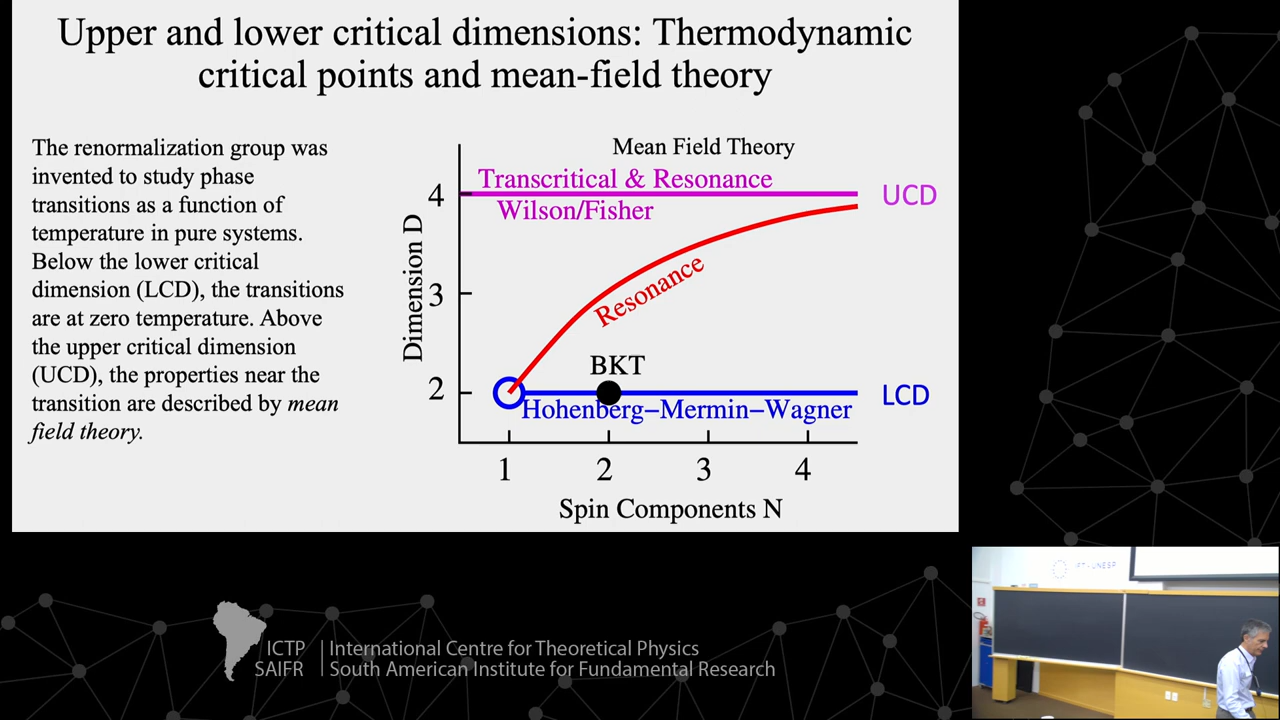 Upper and lower critical dimensions: Thermodynamic
critical points and mean-field theory
The renormalization group was
invented to study phase
transitions as a function of
temperature in pure systems.
Below the lower critical
dimension (LCD), the transitions
are at zero temperature. Above
the upper critical dimension
(UCD), the properties near the
transition are described by mean
field theory.
Mean Field Theory
Transcritical & Resonance
Wilson/Fisher
UCD
Resonance
BKT
Hohenberg–Mermin–Wagner
LCD
Dimension D
4
3
2
1 2 3 4
Spin Components N
IFT - UNESP
ICTP
SAIFR
International Centre for Theoretical Physics
South American Institute for Fundamental Research